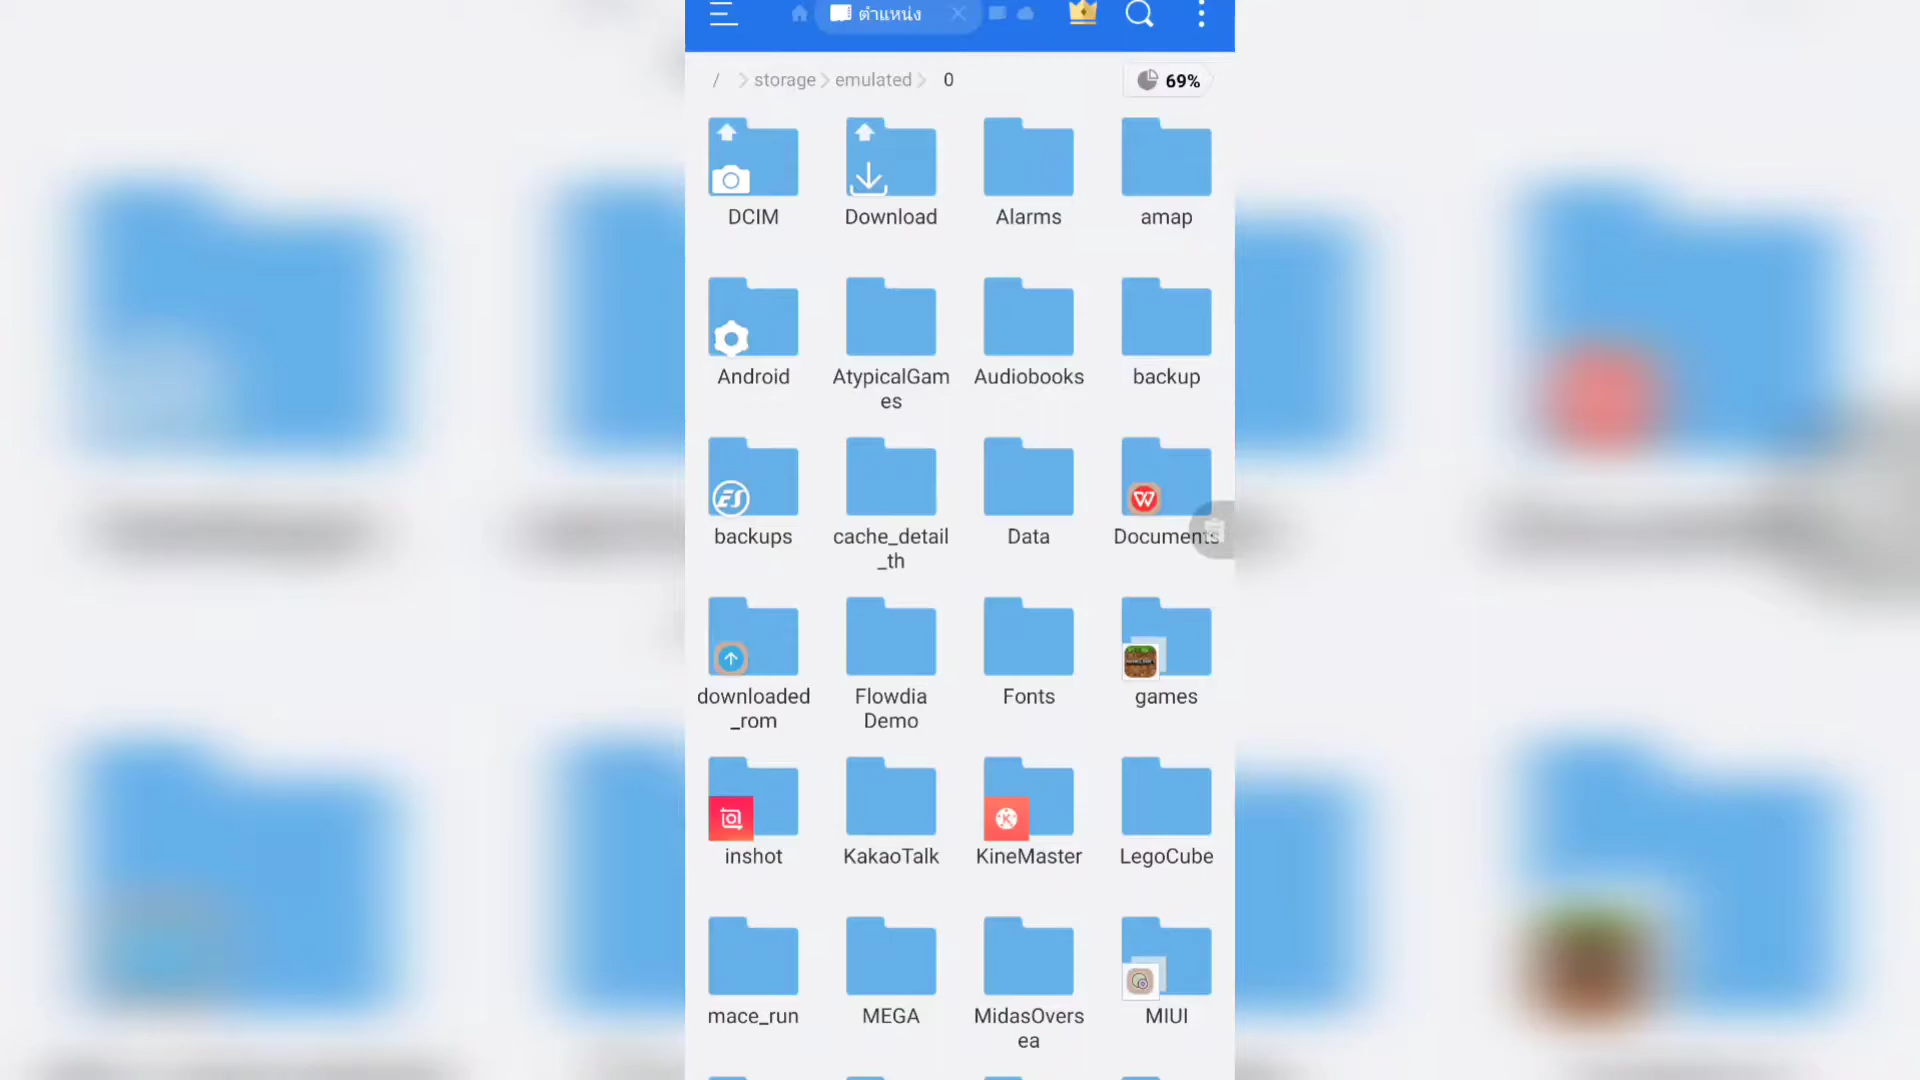 ตำแหน่ง
/ storage emulated 0 69%
DCIM Download Alarms amap
Android AtypicalGam Audiobooks backup
es
backups cache_detail Data Documents
_th
downloaded Flowdia Fonts games
_rom Demo
inshot KakaoTalk KineMaster LegoCube
mace_run MEGA MidasOvers MIUI
ea